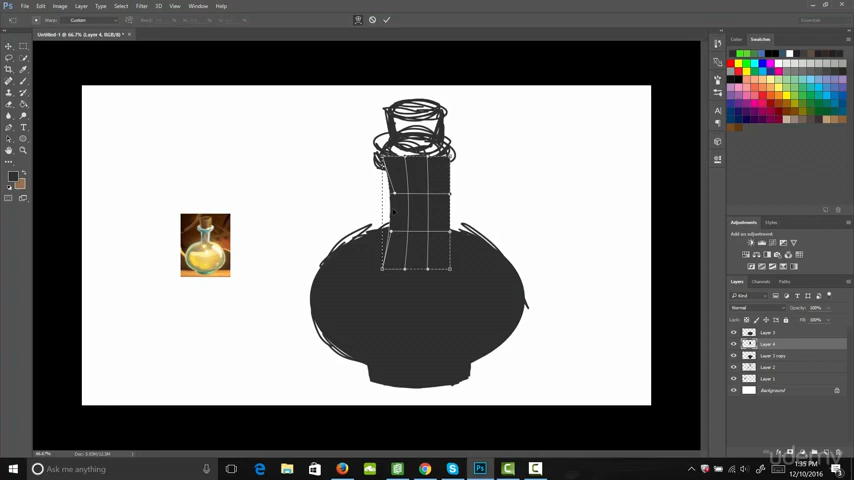 Ps File Edit Image Layer Type Select Filter 3D View Window Help
Warp: Custom
Essentials
Untitled-1 @ 66.7% (Layer 4, RGB/8) *
Color Swatches
Adjustments Styles
Add an adjustment
Layers Channels Paths
Kind
Normal Opacity: 100%
Lock: Fill: 100%
Layer 3
Layer 4
Layer 3 copy
Layer 2
Layer 1
Background
66.67%
udemy
Ask me anything
1:35 PM
12/10/2016